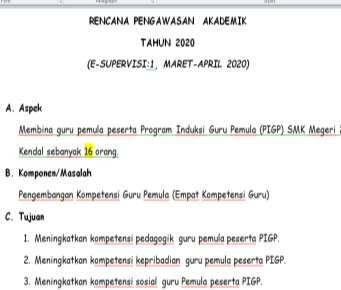 RENCANA PENGAWASAN AKADEMIK
TAHUN 2020
(E-SUPERVISI:1, MARET-APRIL 2020)
A. Aspek
Membina guru pemula peserta Program Induksi Guru Pemula (PIGP) SMK Megeri
Kendal sebanyak 16 orang.
B. Komponen/Masalah
Pengembangan Kompetensi Guru Pemula (Empat Kompetensi Guru)
C. Tujuan
1. Meningkatkan kompetensi pedagogik guru pemula peserta PIGP.
2. Meningkatkan kompetensi kepribadian guru pemula peserta PIGP.
3. Meningkatkan kompetensi sosial guru Pemula peserta PIGP.